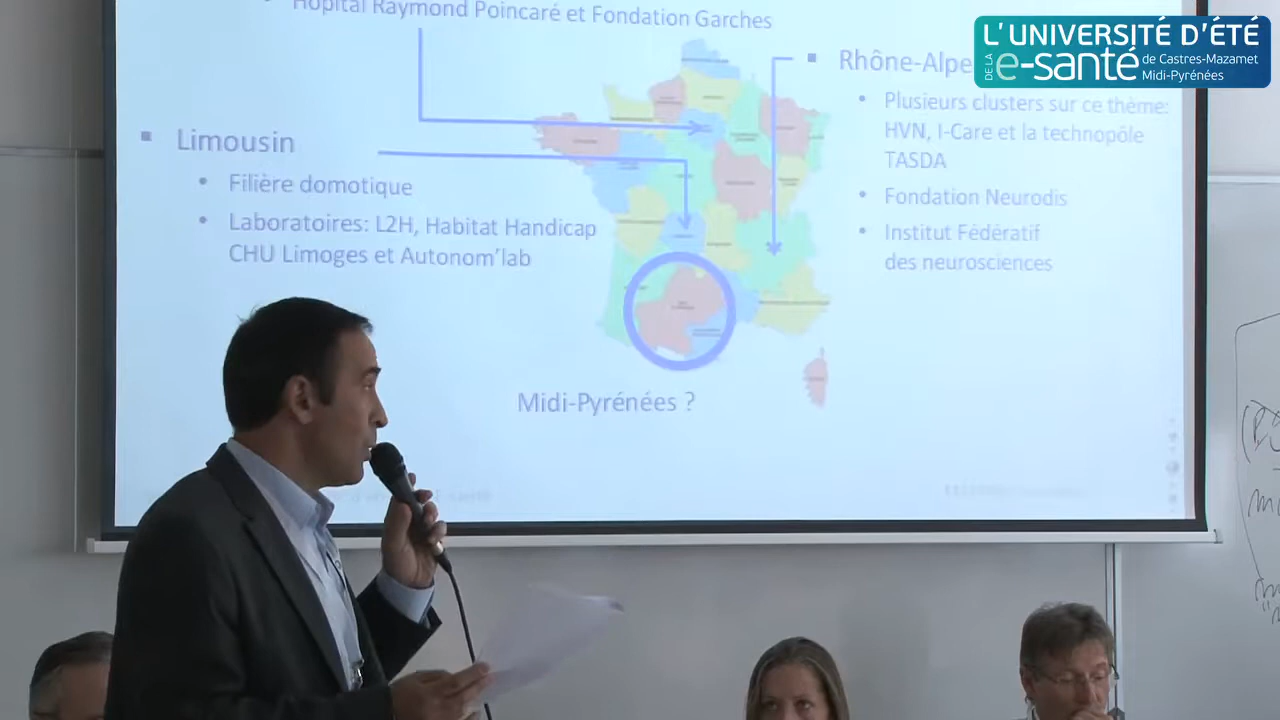 Hôpital Raymond Poincaré et Fondation Garches
L'UNIVERSITÉ D'ÉTÉ
DE LA
e-santé
de Castres-Mazamet
Midi-Pyrénées
Rhône-Alpe
Plusieurs clusters sur ce thème:
HVN, I-Care et la technopôle
TASDA
Fondation Neurodis
Institut Fédératif
des neurosciences
Limousin
Filière domotique
Laboratoires: L2H, Habitat Handicap
CHU Limoges et Autonom'lab
Midi-Pyrénées ?